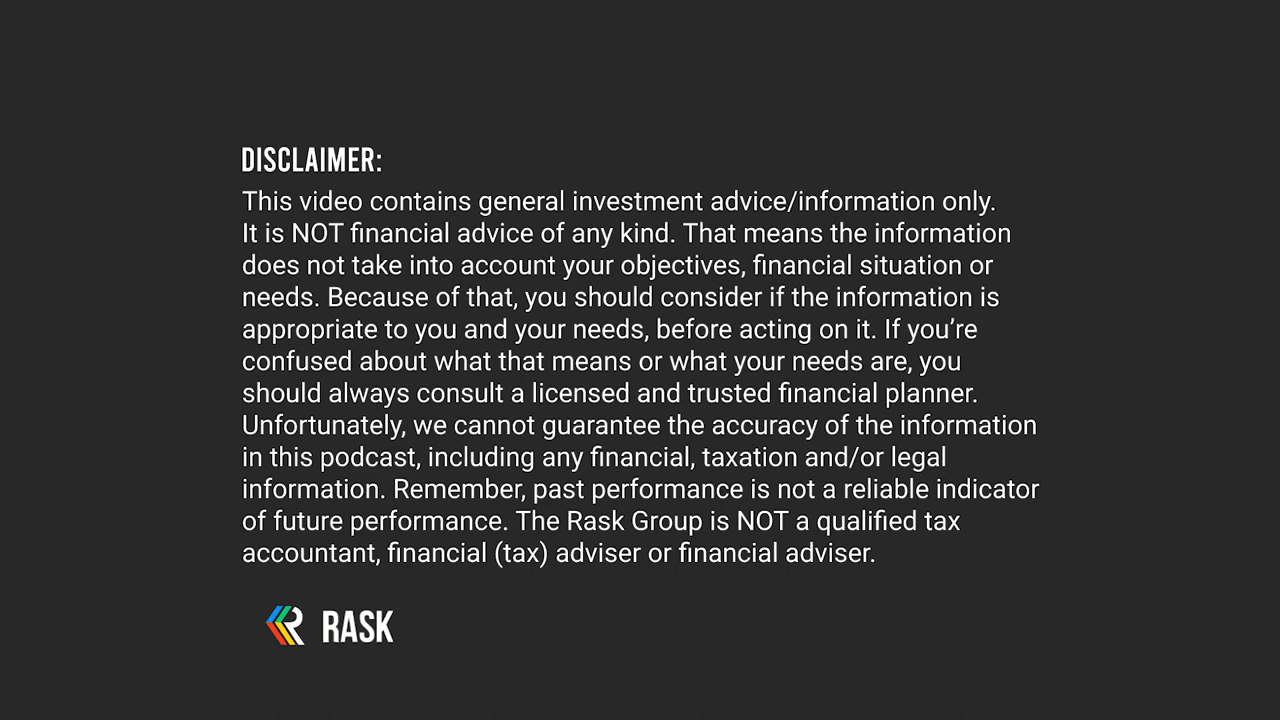 DISCLAIMER:
This video contains general investment advice/information only.
It is NOT financial advice of any kind. That means the information
does not take into account your objectives, financial situation or
needs. Because of that, you should consider if the information is
appropriate to you and your needs, before acting on it. If you’re
confused about what that means or what your needs are, you
should always consult a licensed and trusted financial planner.
Unfortunately, we cannot guarantee the accuracy of the information
in this podcast, including any financial, taxation and/or legal
information. Remember, past performance is not a reliable indicator
of future performance. The Rask Group is NOT a qualified tax
accountant, financial (tax) adviser or financial adviser.
RASK